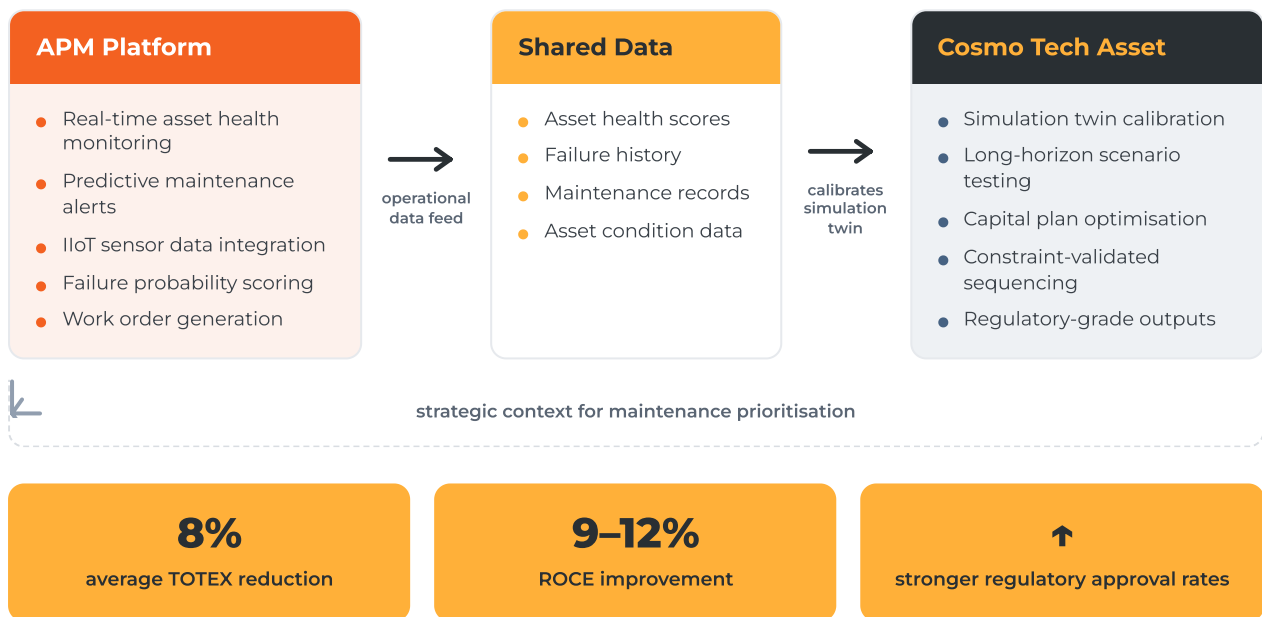 APM Platform
Real-time asset health
monitoring
Predictive maintenance
alerts
IIoT sensor data integration
Failure probability scoring
Work order generation
operational
data feed
Shared Data
Asset health scores
Failure history
Maintenance records
Asset condition data
calibrates
simulation
twin
Cosmo Tech Asset
Simulation twin calibration
Long-horizon scenario
testing
Capital plan optimisation
Constraint-validated
sequencing
Regulatory-grade outputs
strategic context for maintenance prioritisation
8%
average TOTEX reduction
9–12%
ROCE improvement
stronger regulatory approval rates